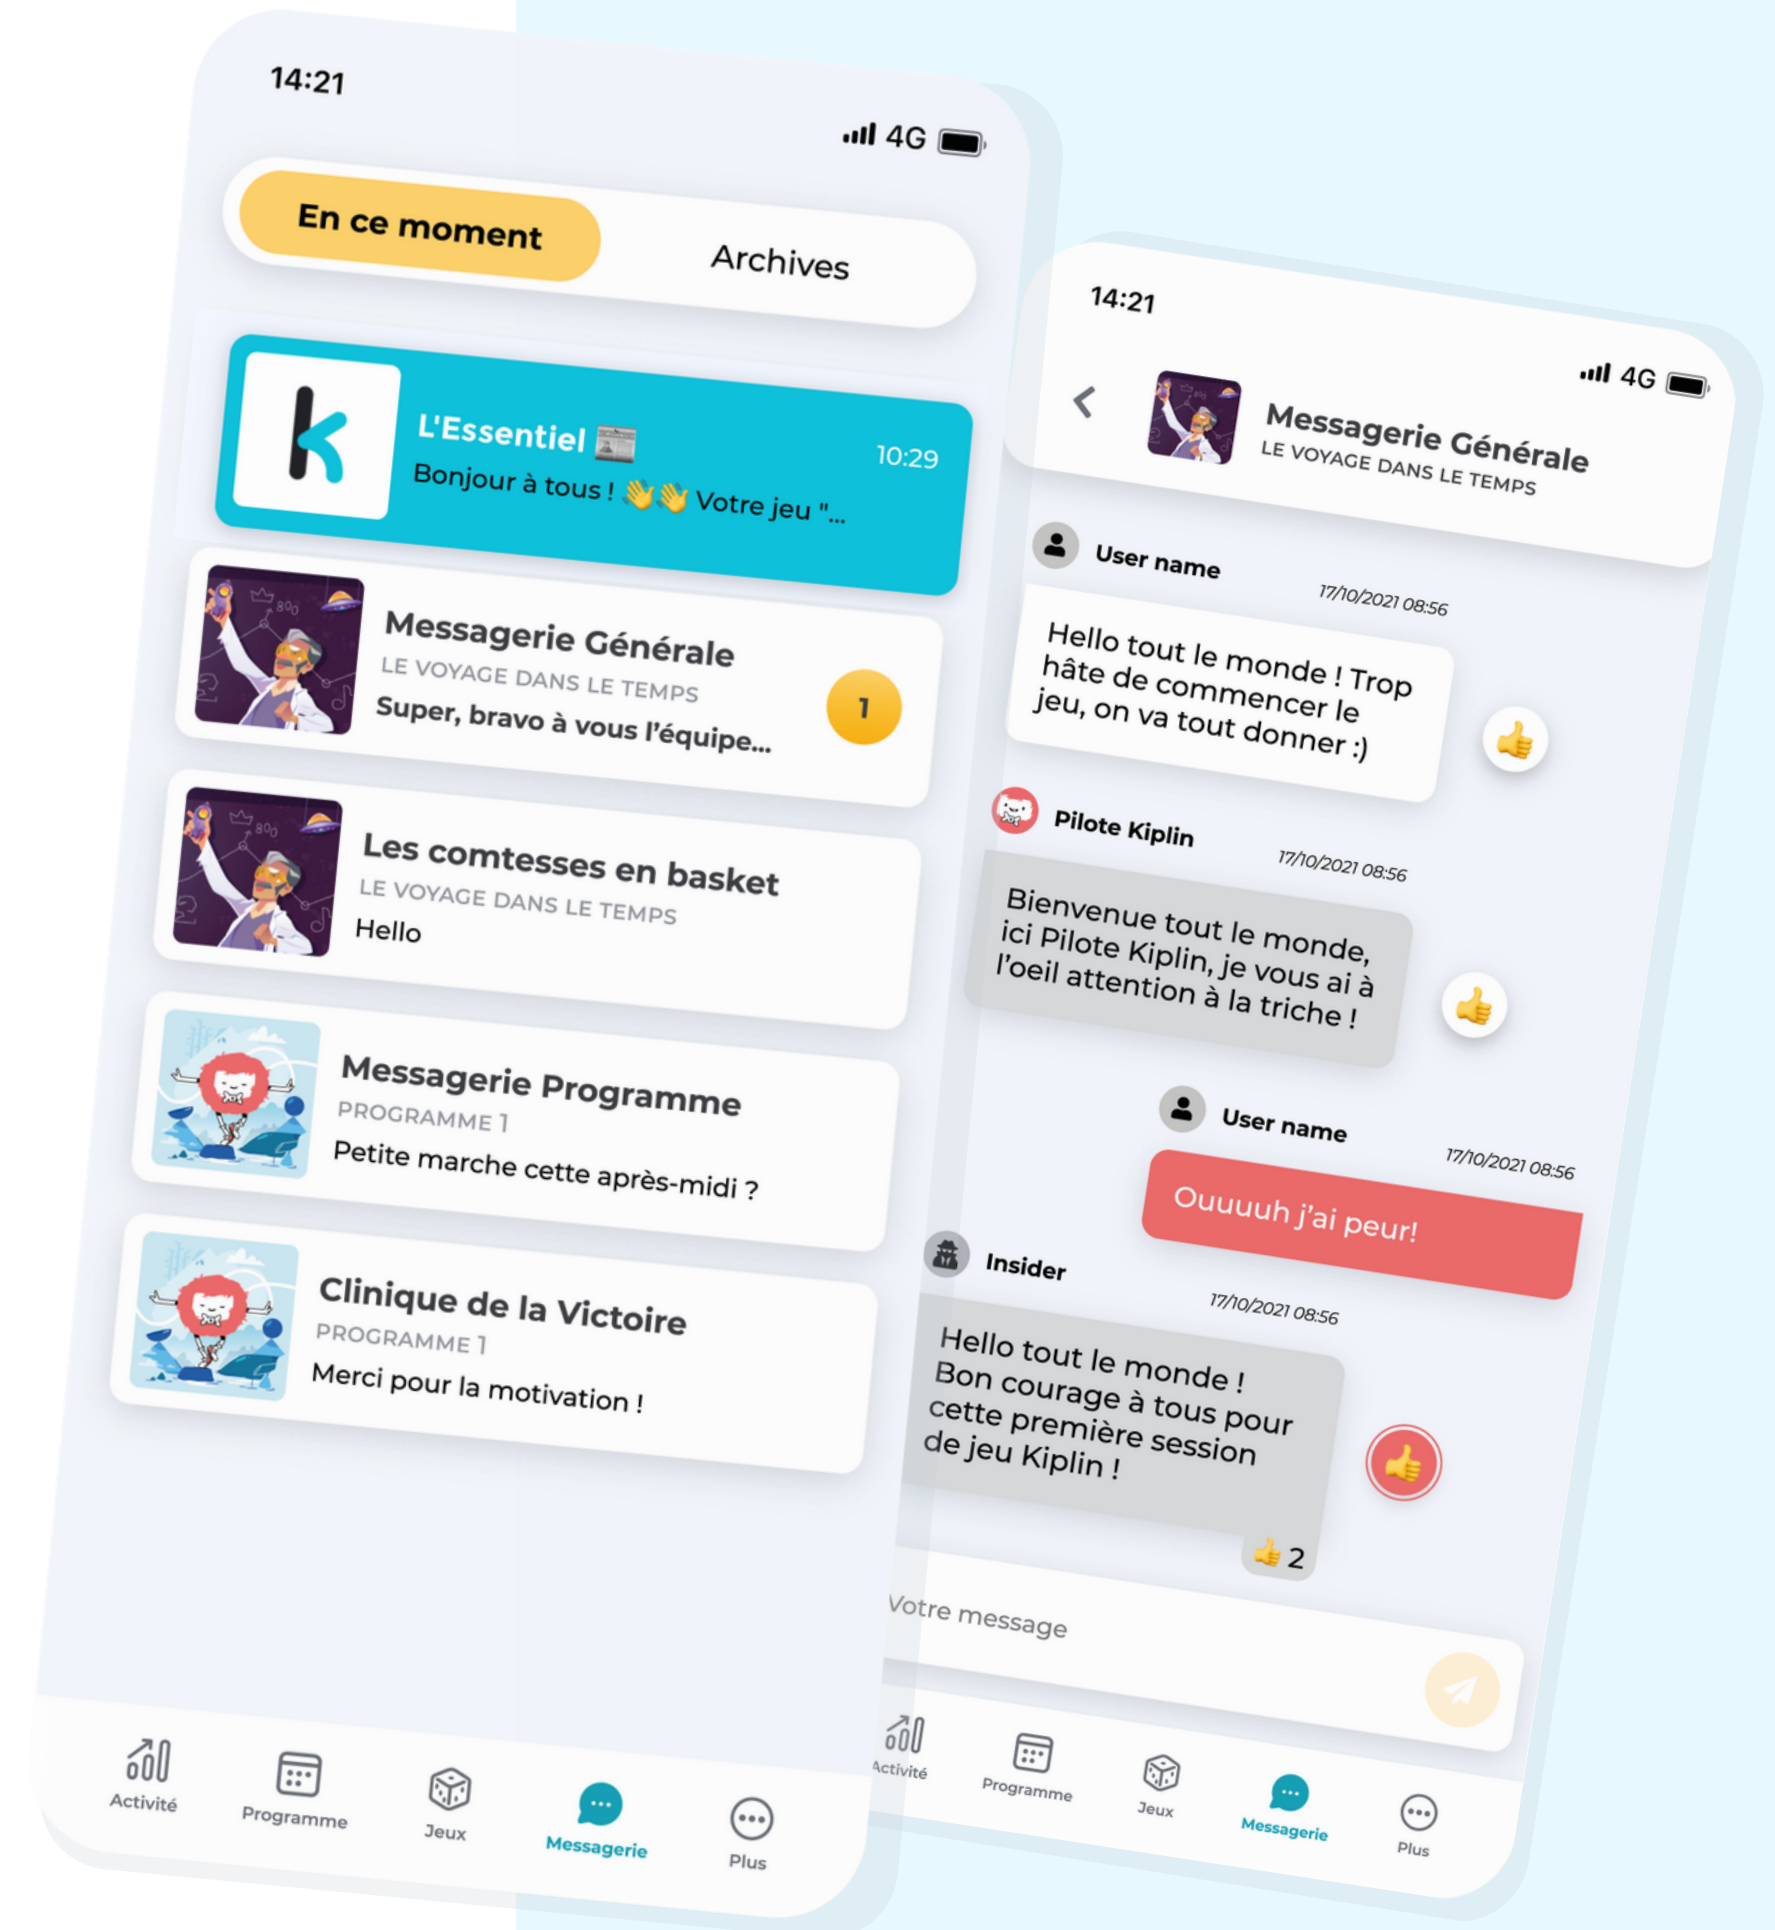 14:21
4G
En ce moment
Archives
L'Essentiel
10:29
Bonjour à tous ! 👋👋 Votre jeu "...
Messagerie Générale
LE VOYAGE DANS LE TEMPS
Super, bravo à vous l’équipe...
1
Les comtesses en basket
LE VOYAGE DANS LE TEMPS
Hello
Messagerie Programme
PROGRAMME 1
Petite marche cette après-midi ?
Clinique de la Victoire
PROGRAMME 1
Merci pour la motivation !
Activité
Programme
Jeux
Messagerie
Plus
14:21
4G
Messagerie Générale
LE VOYAGE DANS LE TEMPS
User name
17/10/2021 08:56
Hello tout le monde ! Trop
hâte de commencer le
jeu, on va tout donner :)
Pilote Kiplin
17/10/2021 08:56
Bienvenue tout le monde,
ici Pilote Kiplin, je vous ai à
l’oeil attention à la triche !
User name
17/10/2021 08:56
Ouuuuh j’ai peur!
Insider
17/10/2021 08:56
Hello tout le monde !
Bon courage à tous pour
cette première session
de jeu Kiplin !
👍 2
Votre message
Activité
Programme
Jeux
Messagerie
Plus